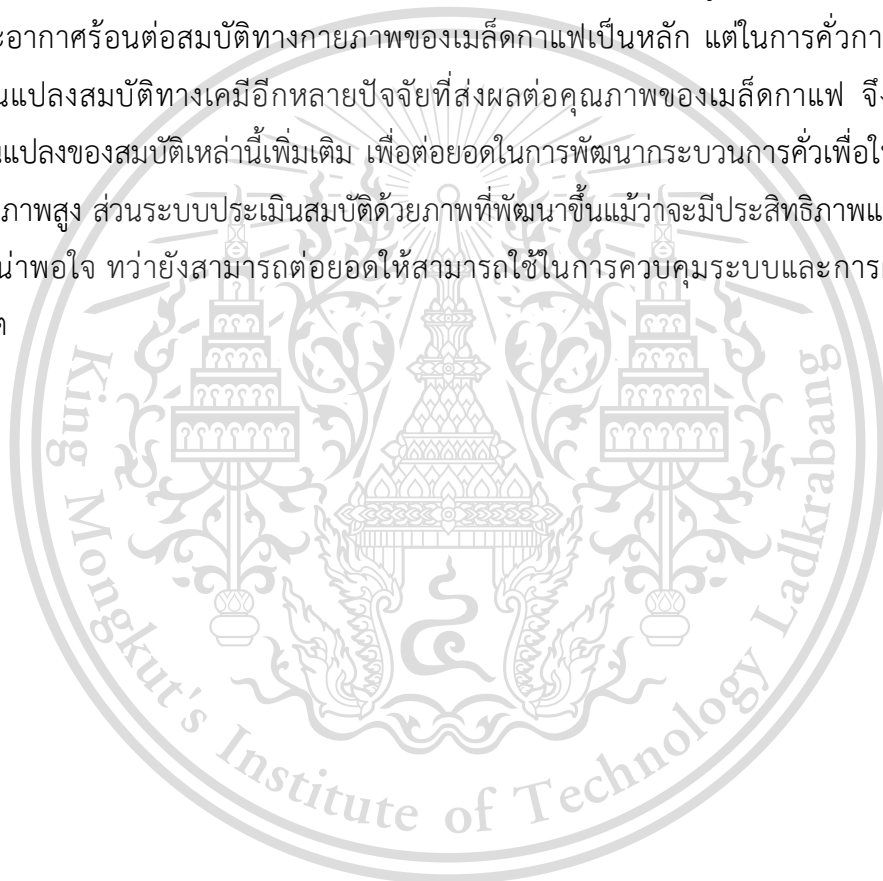 ะอากาศร้อนต่อสมบัติทางกายภาพของเมล็ดกาแฟเป็นหลัก แต่ในการคั่วกา
นแปลงสมบัติทางเคมีอีกหลายปัจจัยที่ส่งผลต่อคุณภาพของเมล็ดกาแฟ จึง
นแปลงของสมบัติเหล่านี้เพิ่มเติม เพื่อต่อยอดในการพัฒนากระบวนการคั่วเพื่อให
ภาพสูง ส่วนระบบประเมินสมบัติด้วยภาพที่พัฒนาขึ้นแม้ว่าจะมีประสิทธิภาพแ
น่าพอใจ ทว่ายังสามารถต่อยอดให้สามารถใช้ในการควบคุมระบบและการ
ๆ
King Mongkut's Institute of Technology Ladkrabang